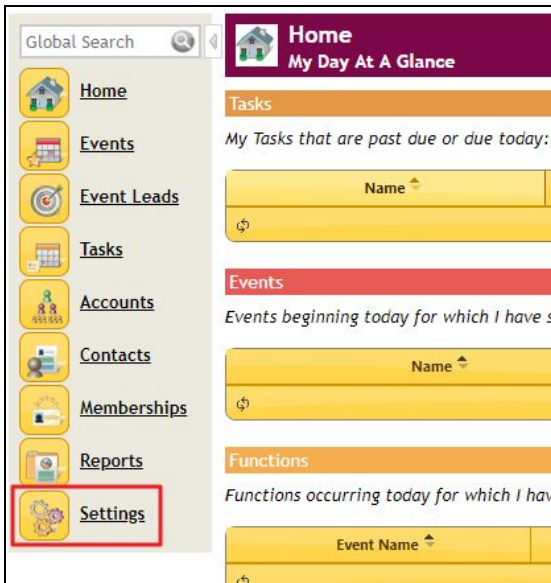 Global Search
Home
Events
Event Leads
Tasks
Accounts
Contacts
Memberships
Reports
Settings
Home
My Day At A Glance
Tasks
My Tasks that are past due or due today:
Name
Events
Events beginning today for which I have s
Name
Functions
Functions occurring today for which I hav
Event Name